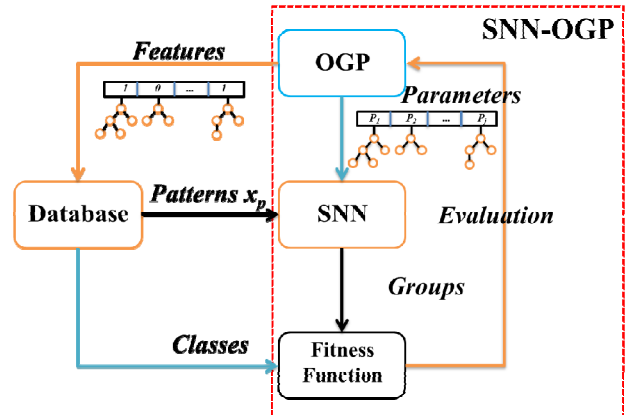 SNN-OGP
Features
OGP
1 0 ... 1
Parameters
P1 P2 ... Pj
Database
Patterns xp
SNN
Evaluation
Groups
Classes
Fitness
Function